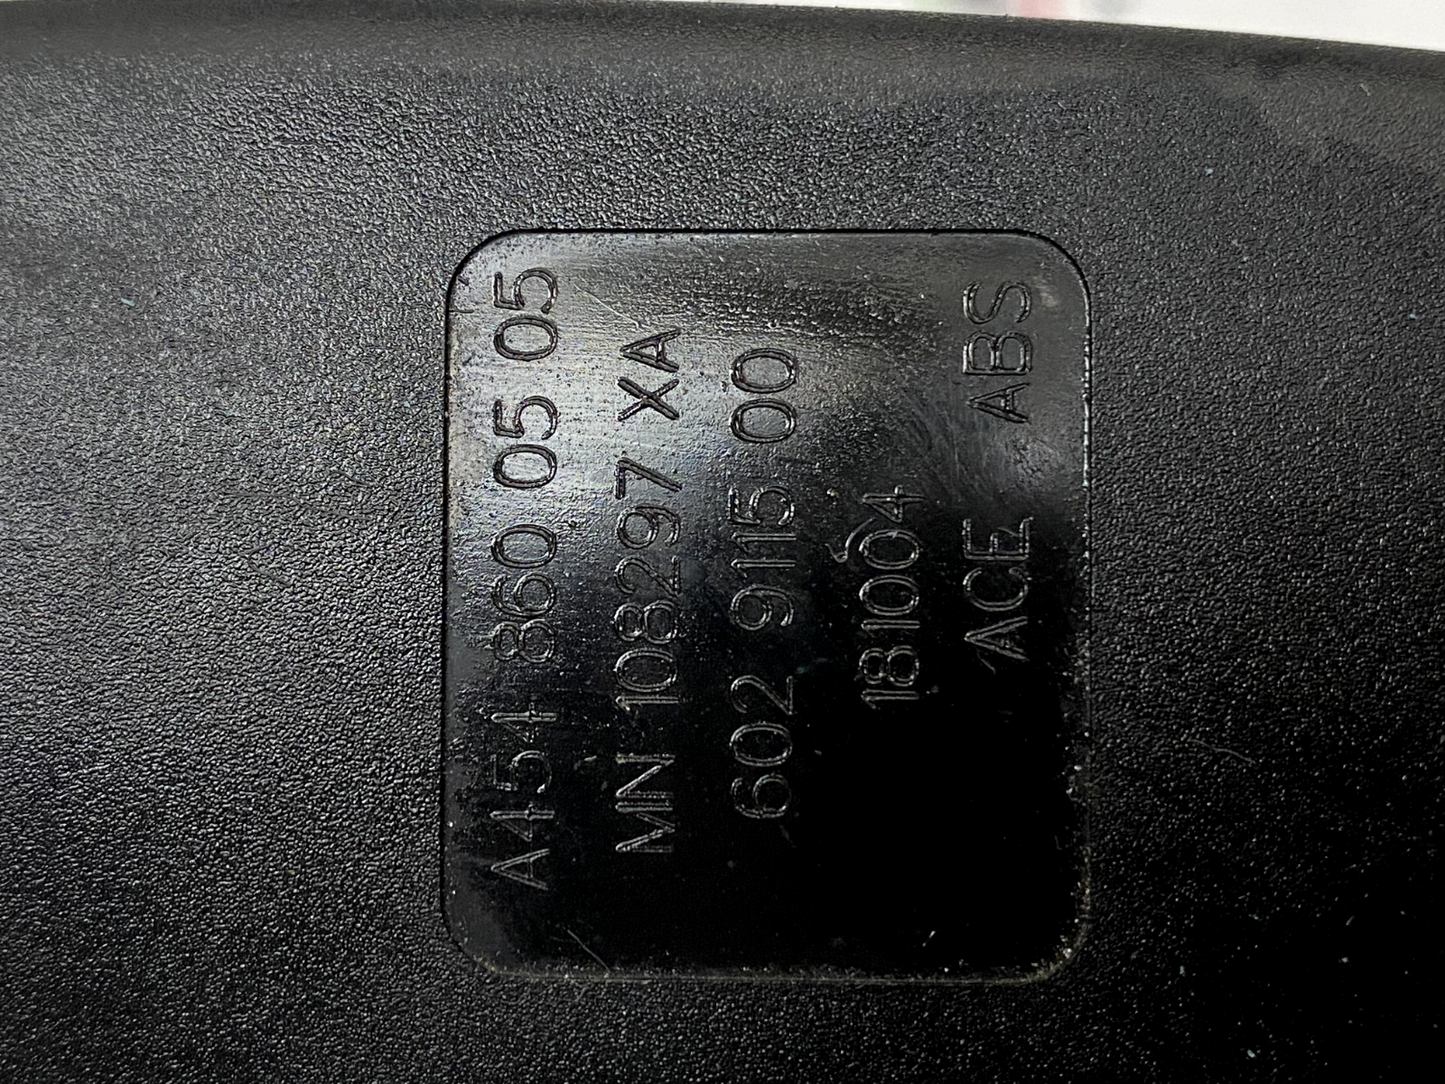 A454 860 05 05
MN 108297 XA
602 9115 00
181004
ACE ABS